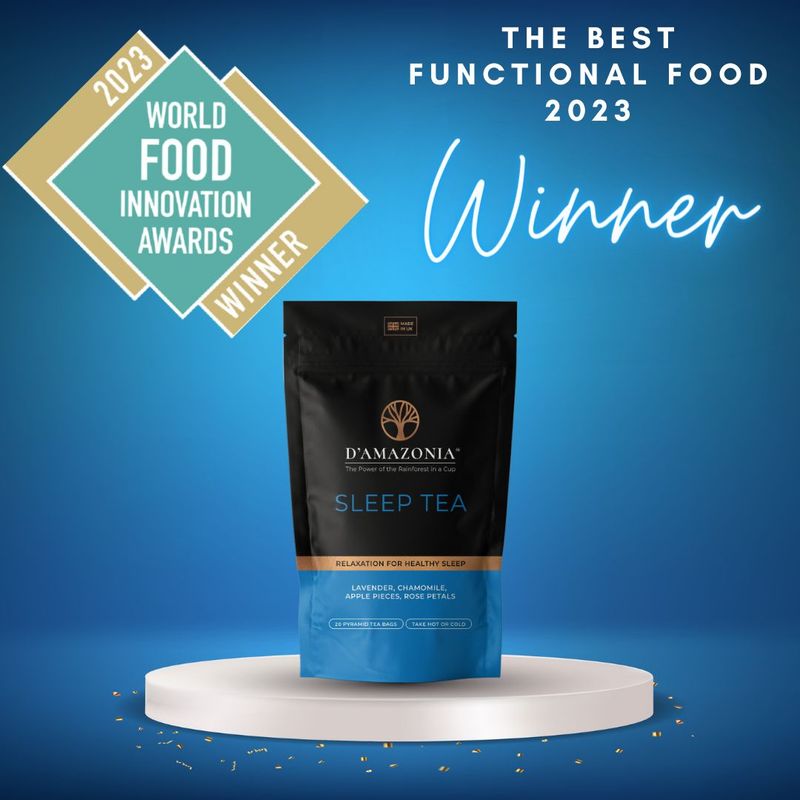 2023
WORLD
FOOD
INNOVATION
AWARDS
WINNER
THE BEST
FUNCTIONAL FOOD
2023
Winner
MADE
IN UK
D'AMAZONIA
The Power of the Rainforest in a Cup
SLEEP TEA
RELAXATION FOR HEALTHY SLEEP
LAVENDER, CHAMOMILE,
APPLE PIECES, ROSE PETALS
20 PYRAMID TEA BAGS
TAKE HOT OR COLD